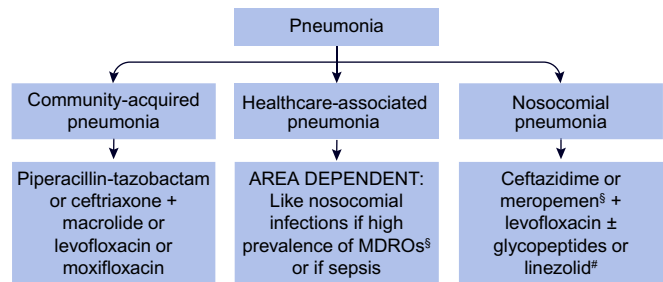 Pneumonia
Community-acquired
pneumonia
Healthcare-associated
pneumonia
Nosocomial
pneumonia
Piperacillin-tazobactam
or ceftriaxone +
macrolide or
levofloxacin or
moxifloxacin
AREA DEPENDENT:
Like nosocomial
infections if high
prevalence of MDROs§
or if sepsis
Ceftazidime or
meropemen§ +
levofloxacin ±
glycopeptides or
linezolid#